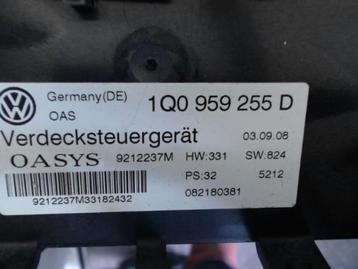 Germany(DE) 1Q0 959 255 D
OAS
Verdecksteuergerät 03.09.08
OASYS 9212237M HW:331 SW:824
PS:32 5212
9212237M33182432 082180381